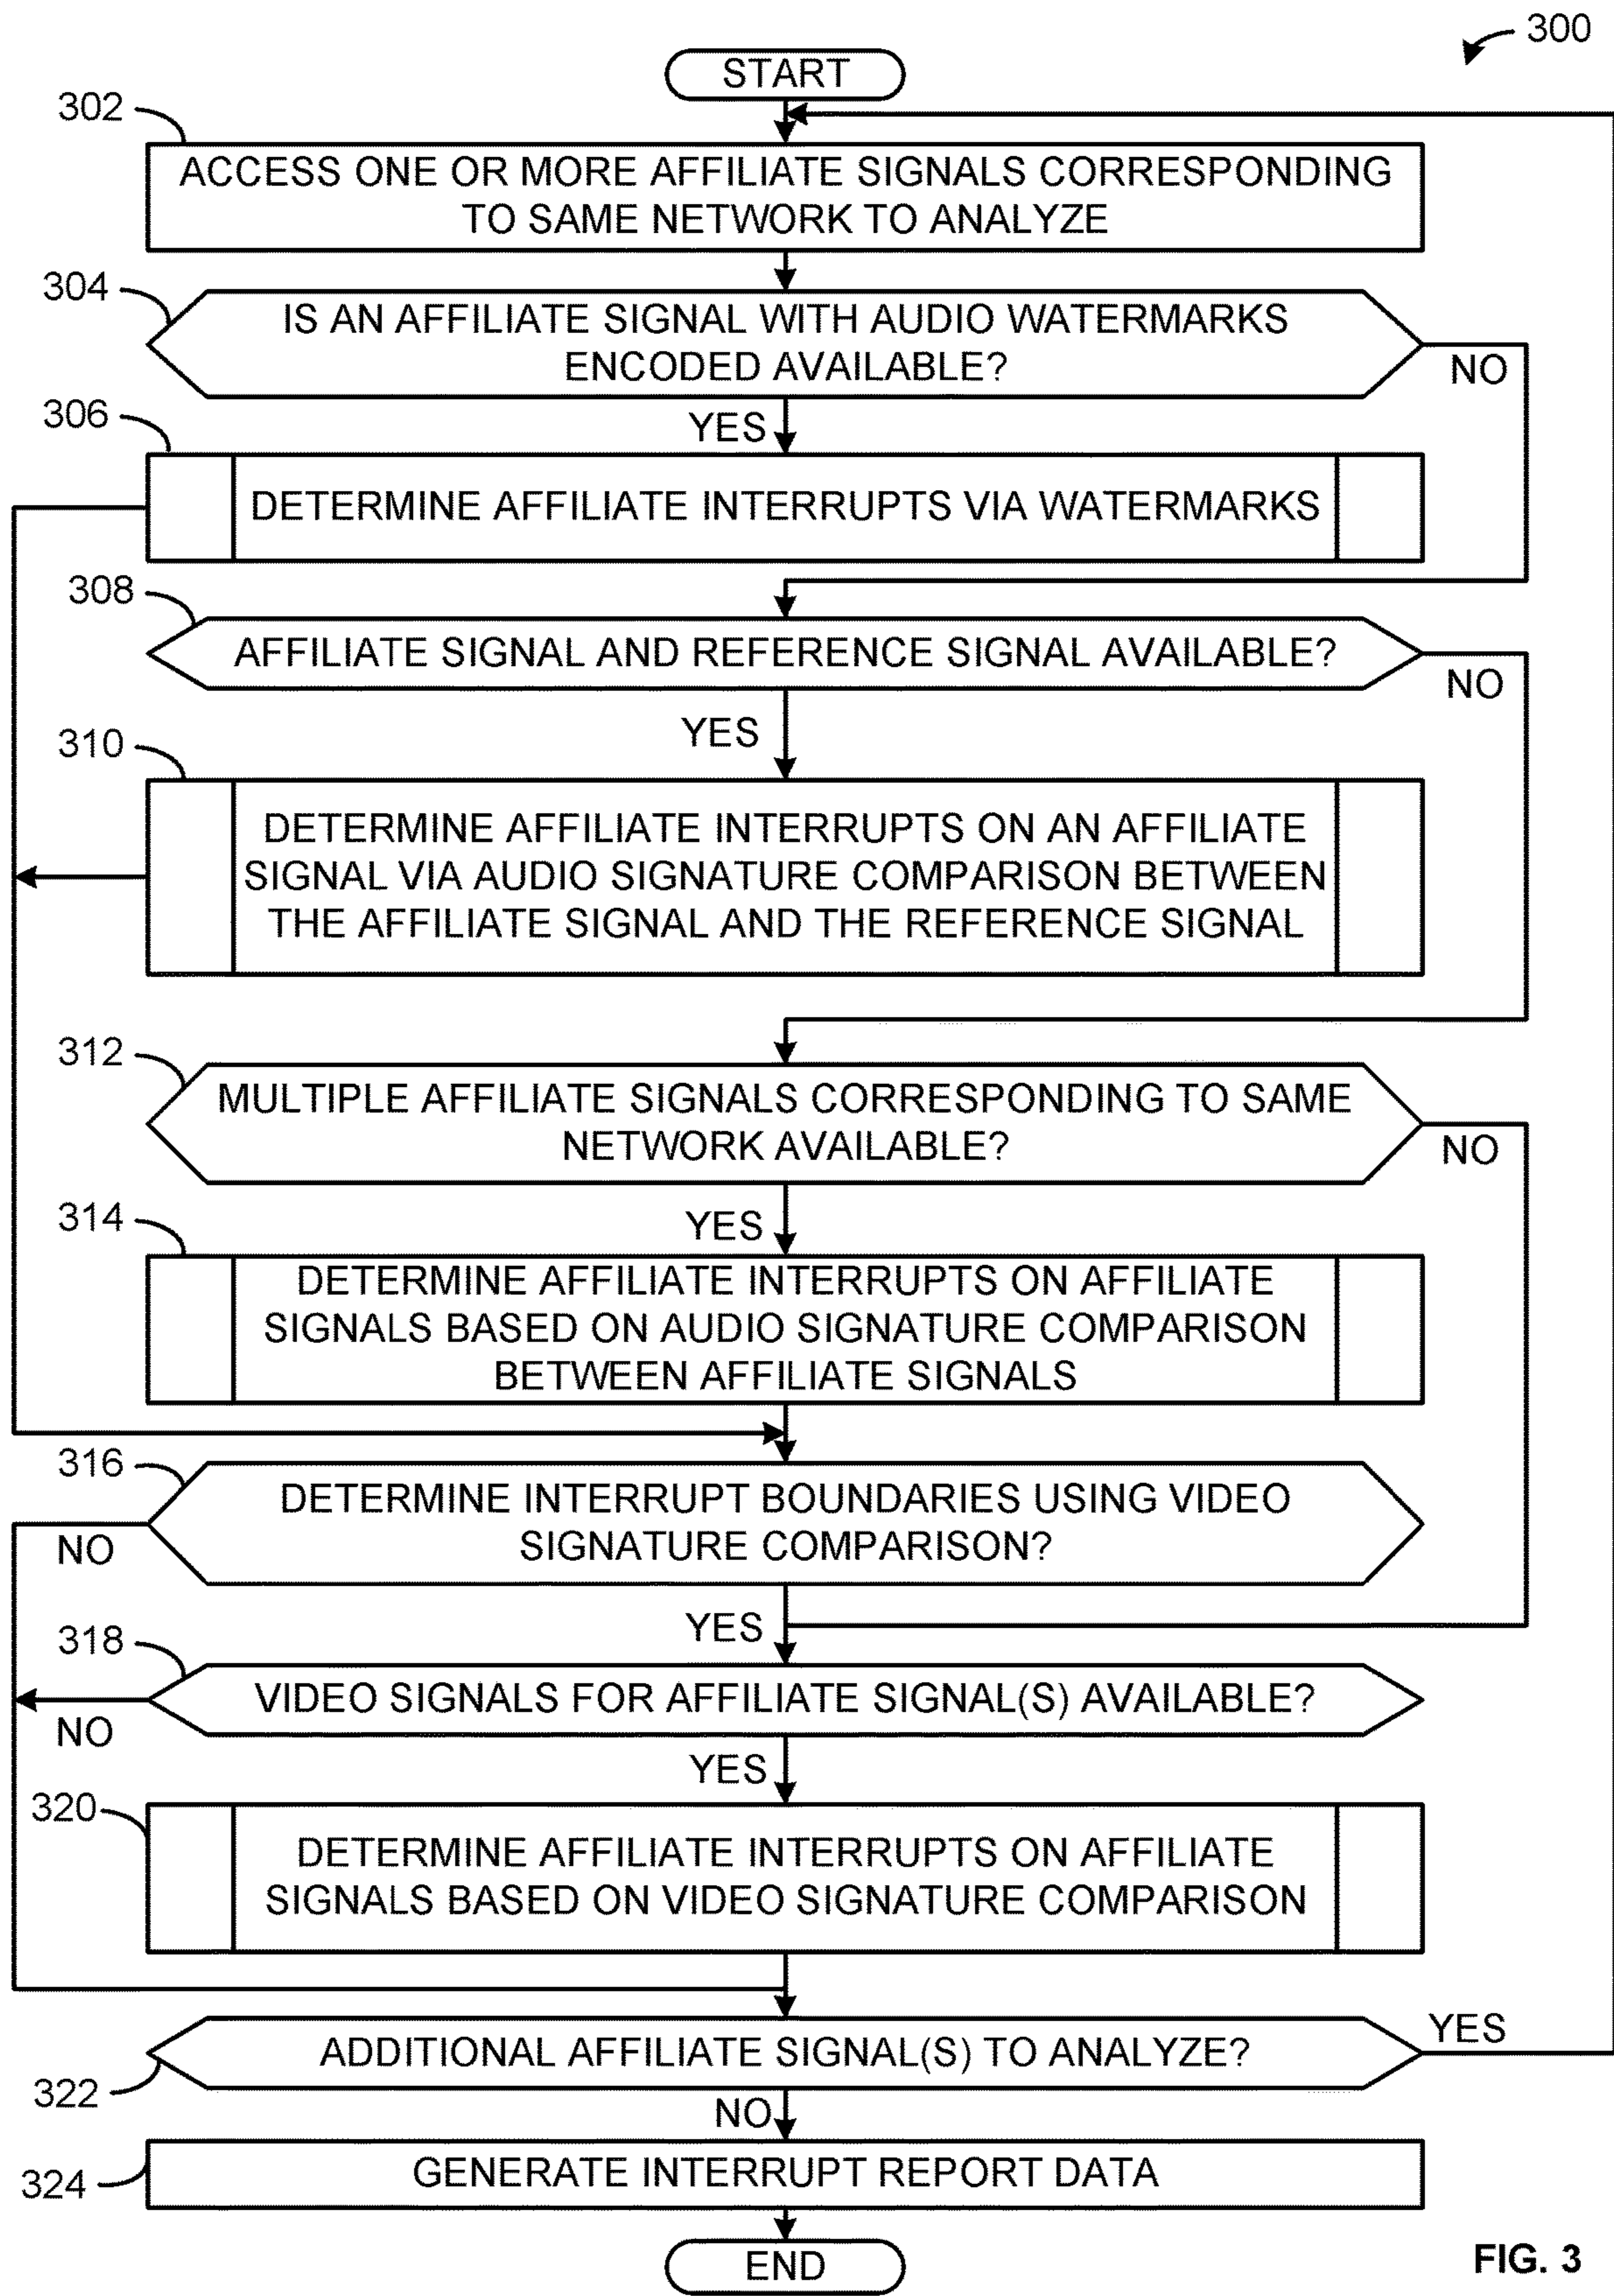 300
START
302
ACCESS ONE OR MORE AFFILIATE SIGNALS CORRESPONDING
TO SAME NETWORK TO ANALYZE
304
IS AN AFFILIATE SIGNAL WITH AUDIO WATERMARKS
ENCODED AVAILABLE?
NO
YES
306
DETERMINE AFFILIATE INTERRUPTS VIA WATERMARKS
308
AFFILIATE SIGNAL AND REFERENCE SIGNAL AVAILABLE?
NO
YES
310
DETERMINE AFFILIATE INTERRUPTS ON AN AFFILIATE
SIGNAL VIA AUDIO SIGNATURE COMPARISON BETWEEN
THE AFFILIATE SIGNAL AND THE REFERENCE SIGNAL
312
MULTIPLE AFFILIATE SIGNALS CORRESPONDING TO SAME
NETWORK AVAILABLE?
NO
YES
314
DETERMINE AFFILIATE INTERRUPTS ON AFFILIATE
SIGNALS BASED ON AUDIO SIGNATURE COMPARISON
BETWEEN AFFILIATE SIGNALS
316
DETERMINE INTERRUPT BOUNDARIES USING VIDEO
SIGNATURE COMPARISON?
NO
YES
318
VIDEO SIGNALS FOR AFFILIATE SIGNAL(S) AVAILABLE?
NO
YES
320
DETERMINE AFFILIATE INTERRUPTS ON AFFILIATE
SIGNALS BASED ON VIDEO SIGNATURE COMPARISON
322
ADDITIONAL AFFILIATE SIGNAL(S) TO ANALYZE?
YES
NO
324
GENERATE INTERRUPT REPORT DATA
END
FIG. 3